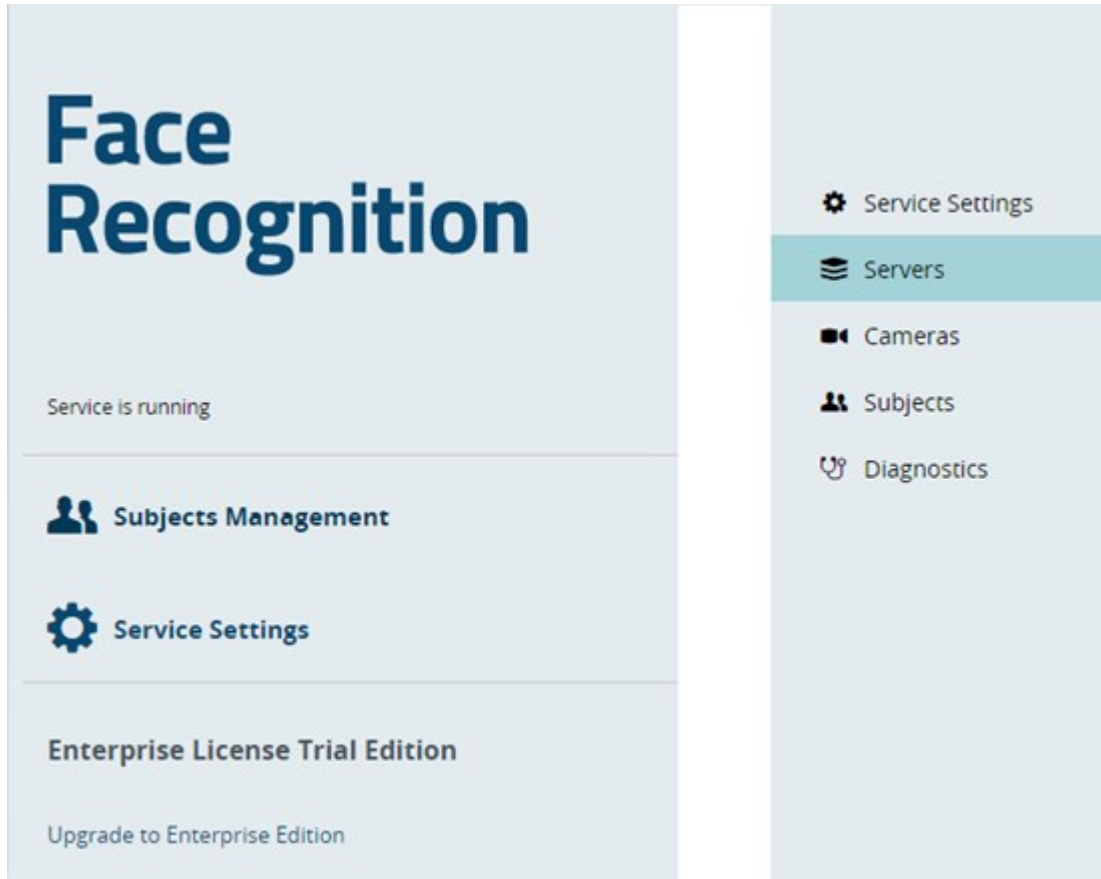 Face
Recognition
Service is running
Subjects Management
Service Settings
Enterprise License Trial Edition
Upgrade to Enterprise Edition
Service Settings
Servers
Cameras
Subjects
Diagnostics